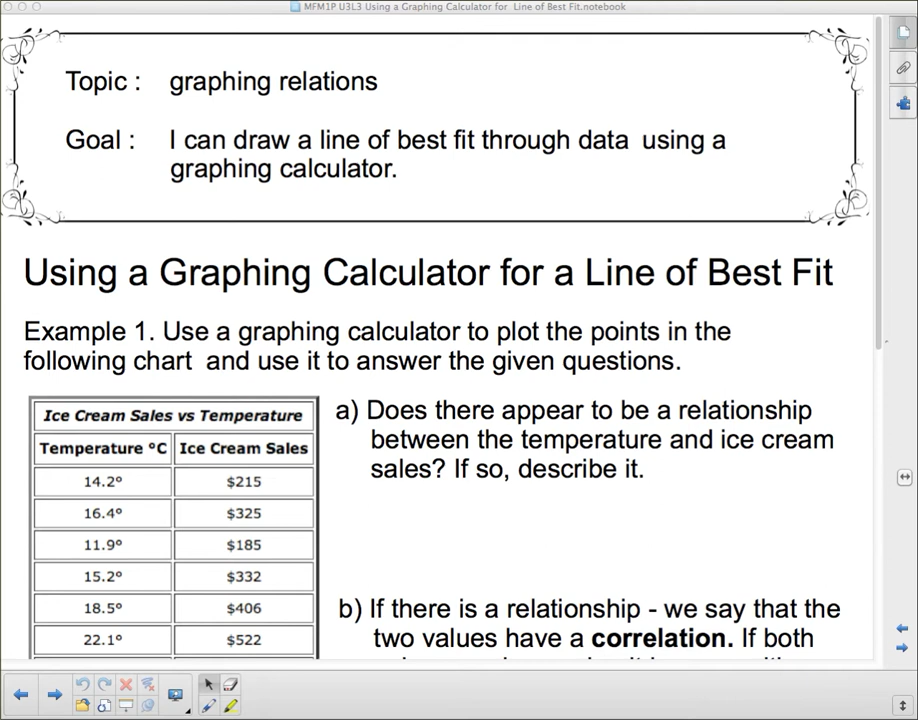 MFM1P U3L3 Using a Graphing Calculator for Line of Best Fit.notebook
Topic : graphing relations
Goal : I can draw a line of best fit through data using a
graphing calculator.
Using a Graphing Calculator for a Line of Best Fit
Example 1. Use a graphing calculator to plot the points in the
following chart and use it to answer the given questions.
Ice Cream Sales vs Temperature
Temperature °C Ice Cream Sales
14.2° $215
16.4° $325
11.9° $185
15.2° $332
18.5° $406
22.1° $522
a) Does there appear to be a relationship
between the temperature and ice cream
sales? If so, describe it.
b) If there is a relationship - we say that the
two values have a correlation. If both